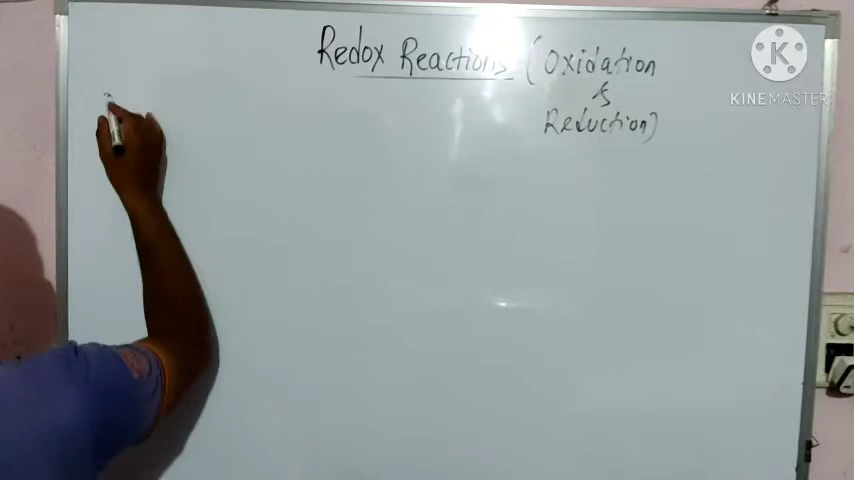 Redox Reactions (Oxidation
&
Reduction)
K
KINEMASTER